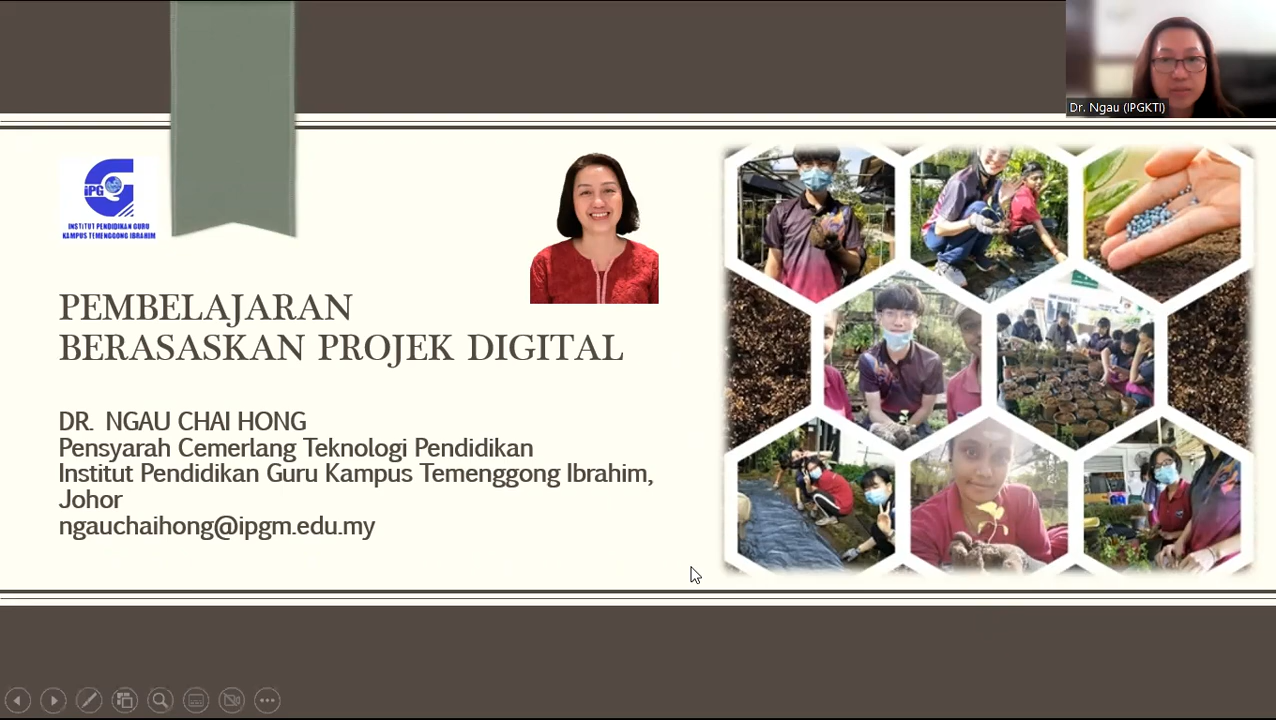 Dr. Ngau (IPGKTI)
iPG
INSTITUT PENDIDIKAN GURU
KAMPUS TEMENGGONG IBRAHIM
PEMBELAJARAN
BERASASKAN PROJEK DIGITAL
DR. NGAU CHAI HONG
Pensyarah Cemerlang Teknologi Pendidikan
Institut Pendidikan Guru Kampus Temenggong Ibrahim,
Johor
ngauchaihong@ipgm.edu.my